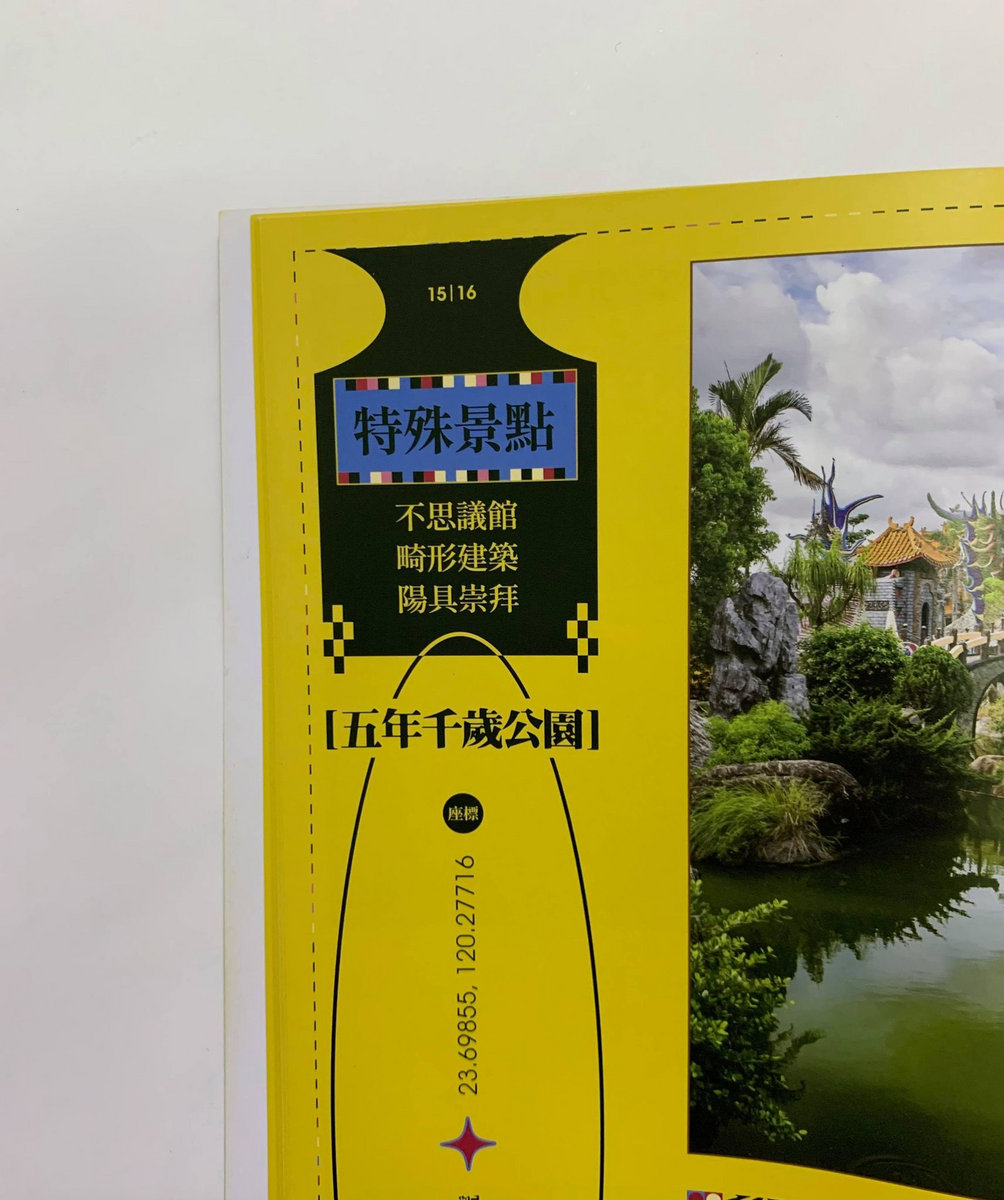 15|16
特殊景點
不思議館
畸形建築
陽具崇拜
[五年千歲公園]
座標
23.69855, 120.27716